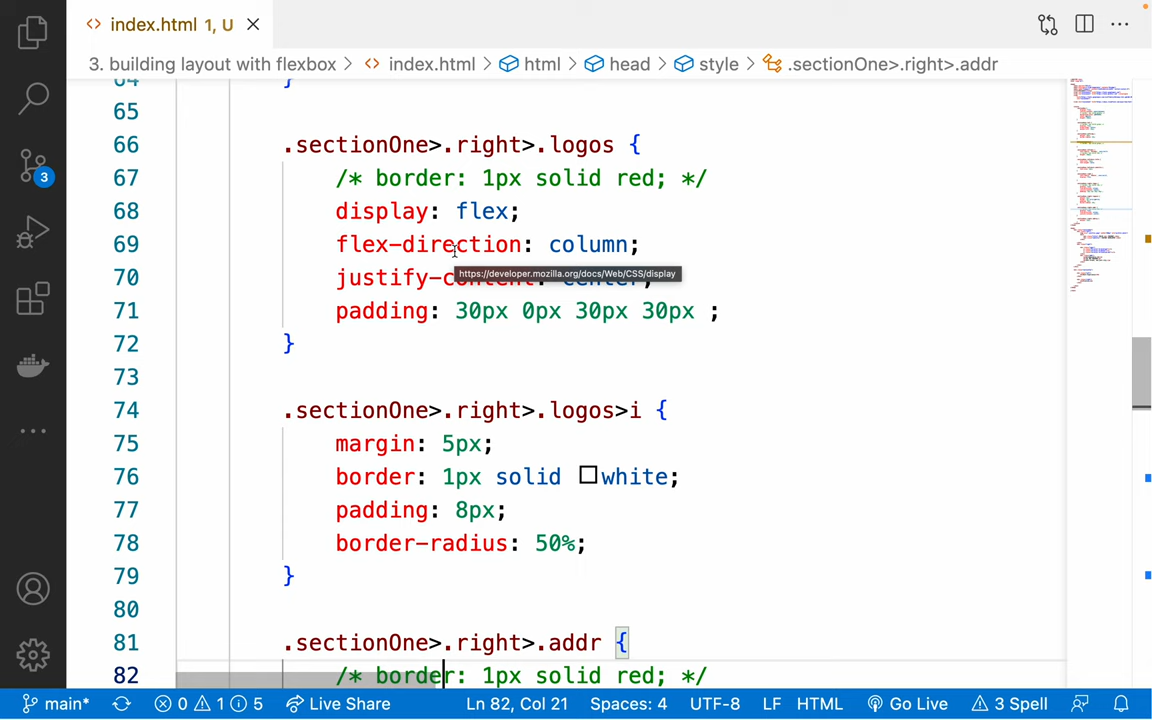 index.html 1, U
3. building layout with flexbox > index.html > html > head > style > .sectionOne>.right>.addr
64 }
65
66 .sectionOne>.right>.logos {
67 /* border: 1px solid red; */
68 display: flex;
69 flex-direction: column;
https://developer.mozilla.org/docs/Web/CSS/display
70 justify-content: center;
71 padding: 30px 0px 30px 30px ;
72 }
73
74 .sectionOne>.right>.logos>i {
75 margin: 5px;
76 border: 1px solid white;
77 padding: 8px;
78 border-radius: 50%;
79 }
80
81 .sectionOne>.right>.addr {
82 /* border: 1px solid red; */
3
main* 0 1 5 Live Share Ln 82, Col 21 Spaces: 4 UTF-8 LF HTML Go Live 3 Spell